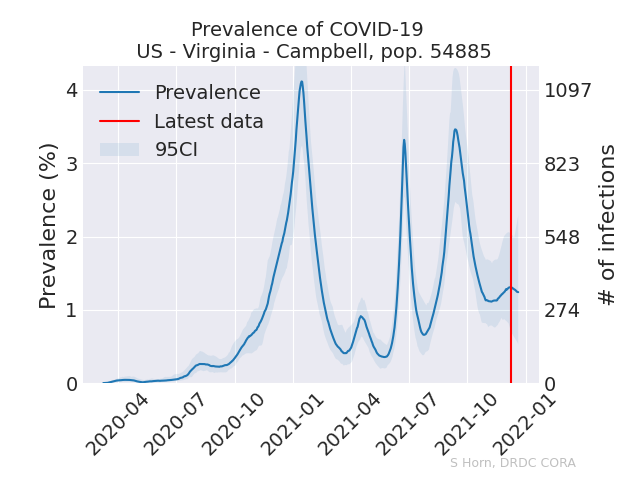 Prevalence of COVID-19
US - Virginia - Campbell, pop. 54885
Prevalence
Latest data
95CI
Prevalence (%)
4
3
2
1
0
1097
823
548
274
0
# of infections
2020-04
2020-07
2020-10
2021-01
2021-04
2021-07
2021-10
2022-01
S Horn, DRDC CORA